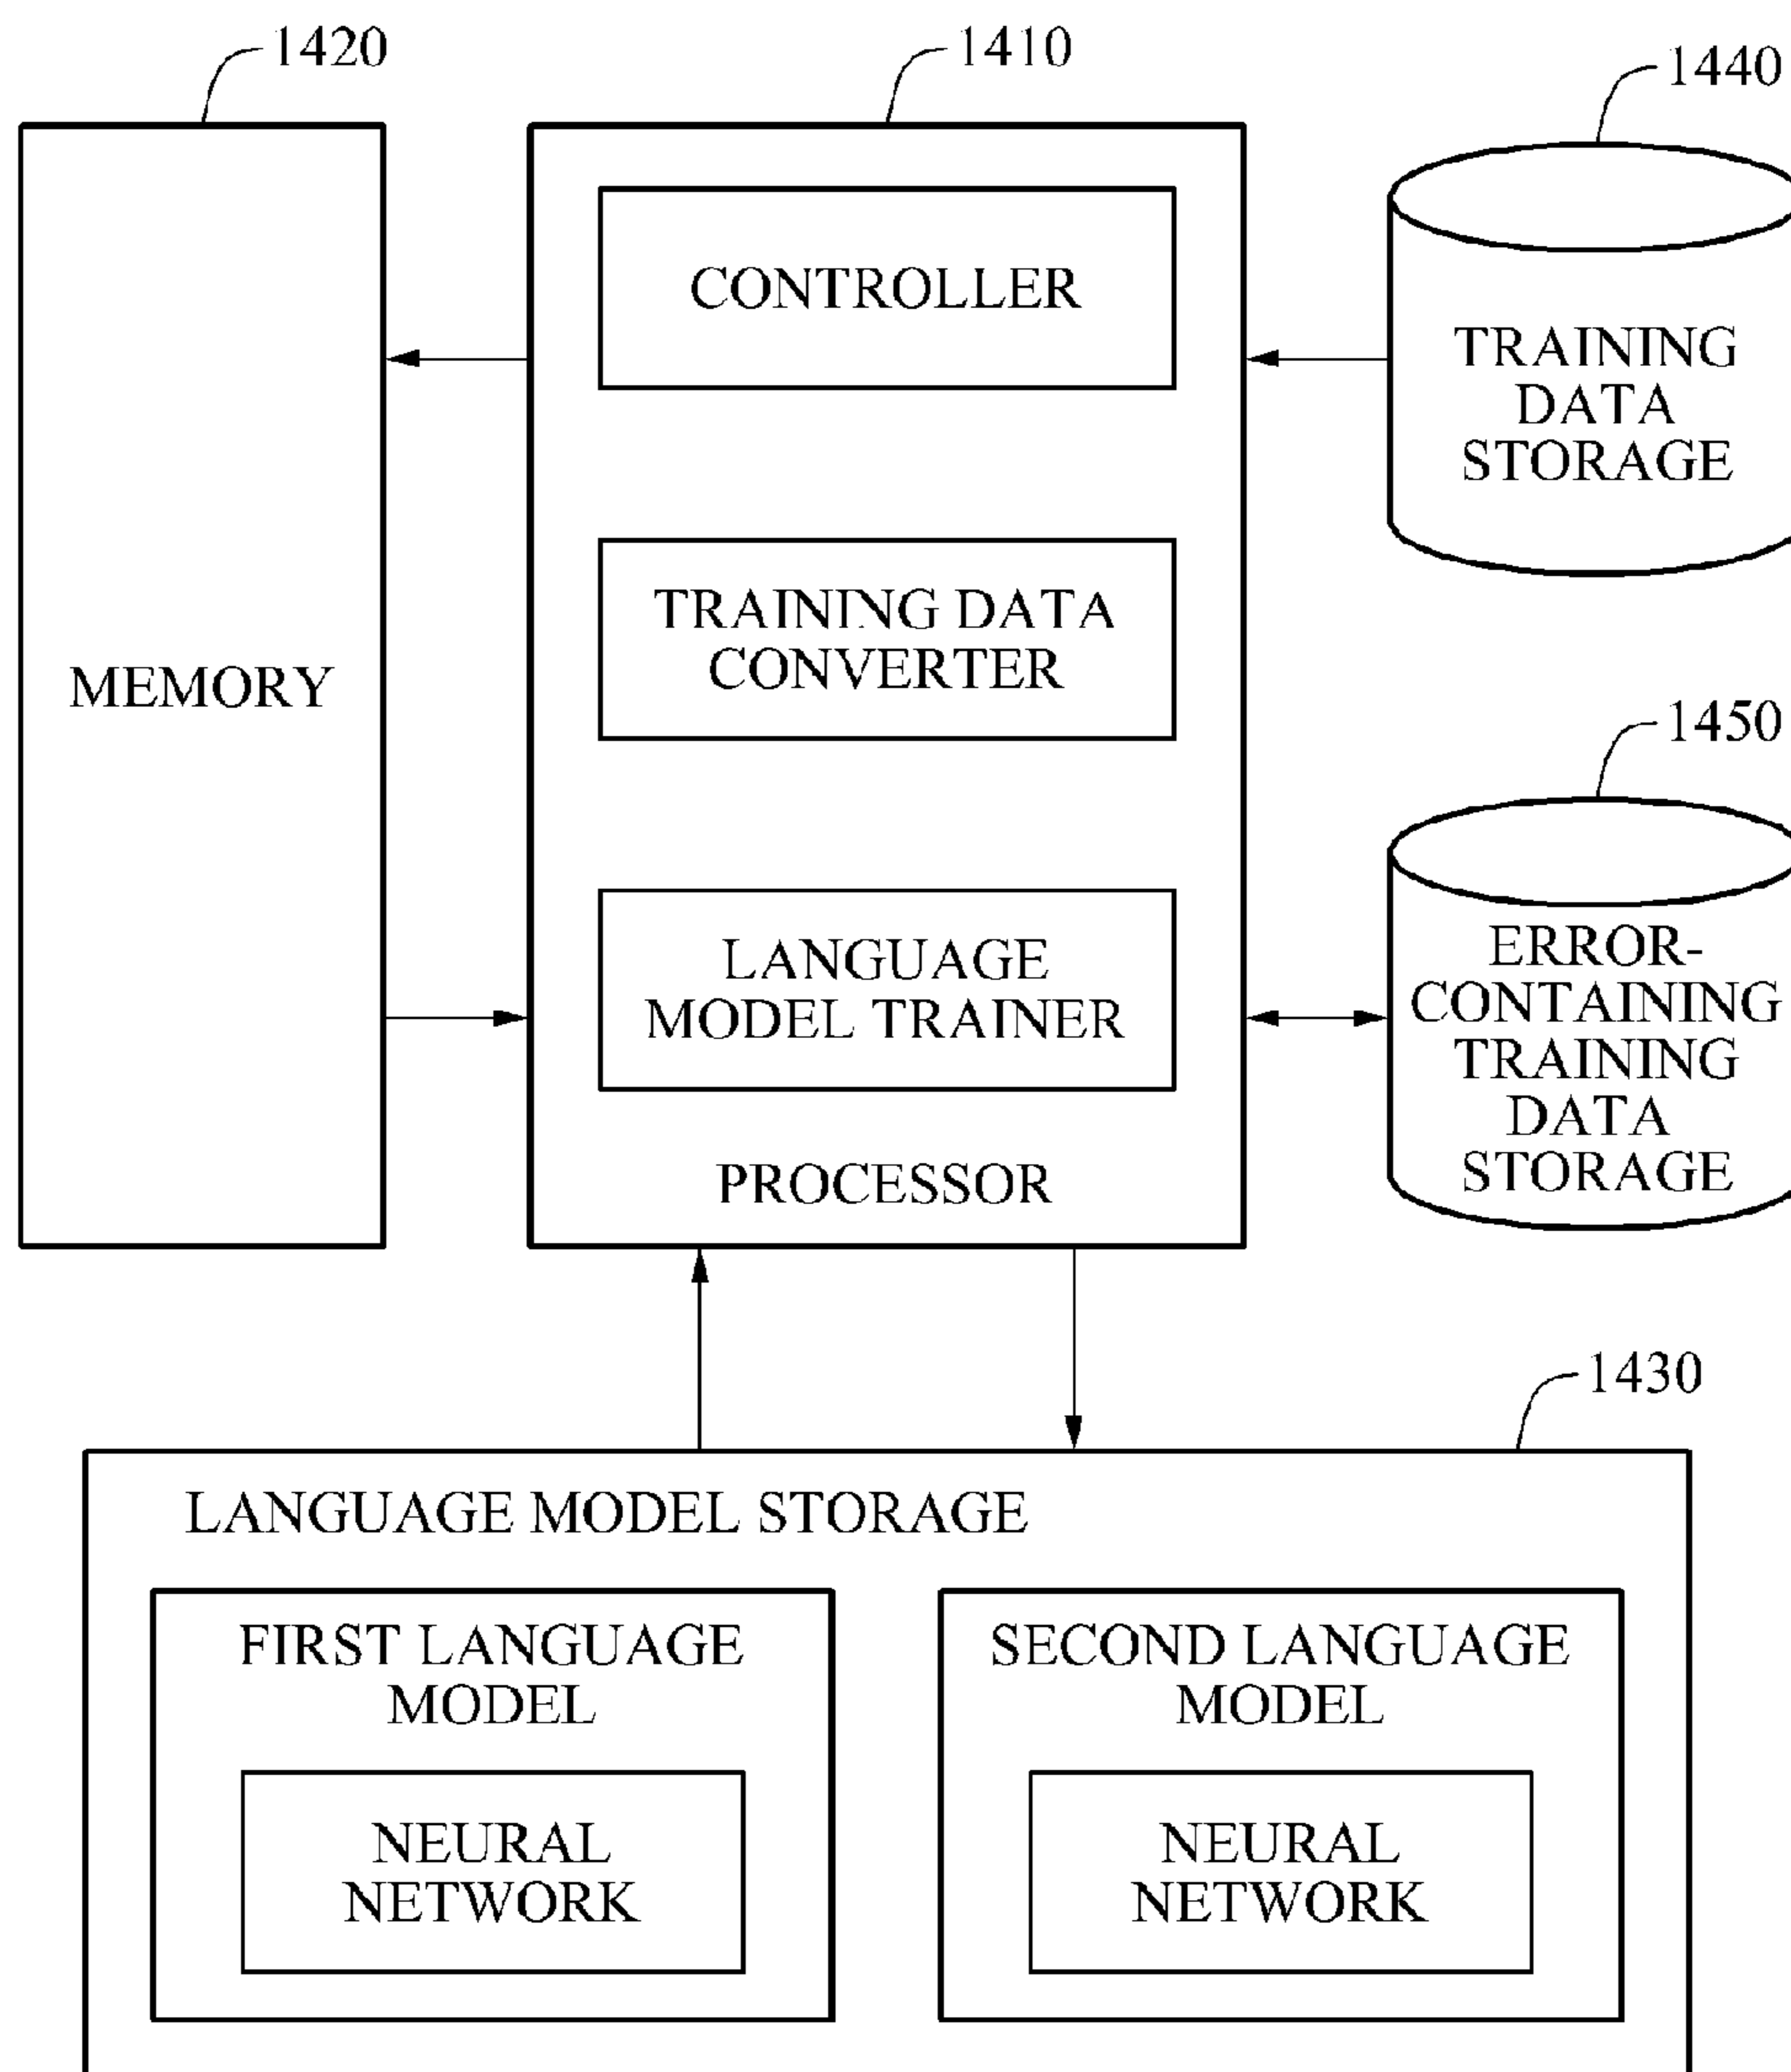 1420
1410
1440
MEMORY
CONTROLLER
TRAINING DATA
CONVERTER
LANGUAGE
MODEL TRAINER
PROCESSOR
TRAINING
DATA
STORAGE
1450
ERROR-
CONTAINING
TRAINING
DATA
STORAGE
1430
LANGUAGE MODEL STORAGE
FIRST LANGUAGE
MODEL
NEURAL
NETWORK
SECOND LANGUAGE
MODEL
NEURAL
NETWORK